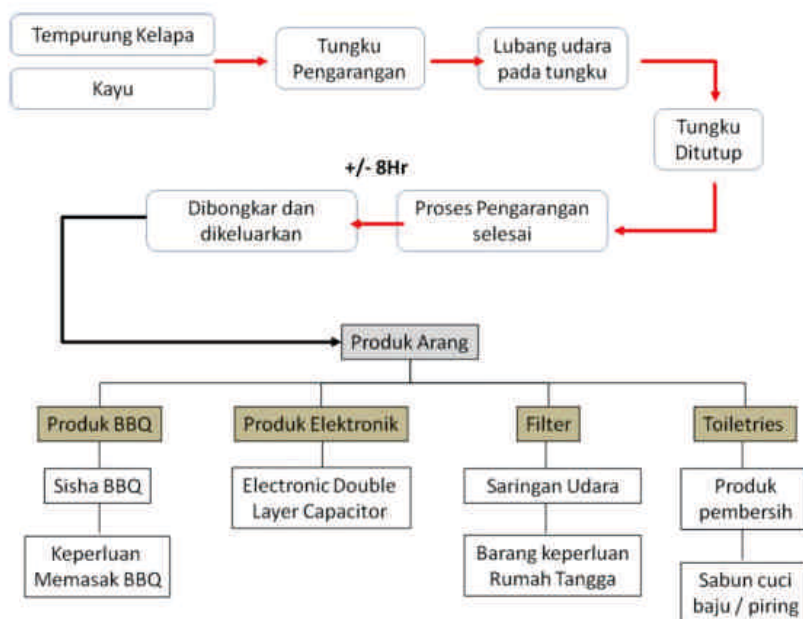 Tempurung Kelapa
Kayu
Tungku
Pengarangan
Lubang udara
pada tungku
Tungku
Ditutup
+/- 8Hr
Proses Pengarangan
selesai
Dibongkar dan
dikeluarkan
Produk Arang
Produk BBQ
Sisha BBQ
Keperluan
Memasak BBQ
Produk Elektronik
Electronic Double
Layer Capacitor
Filter
Saringan Udara
Barang keperluan
Rumah Tangga
Toiletries
Produk
pembersih
Sabun cuci
baju / piring